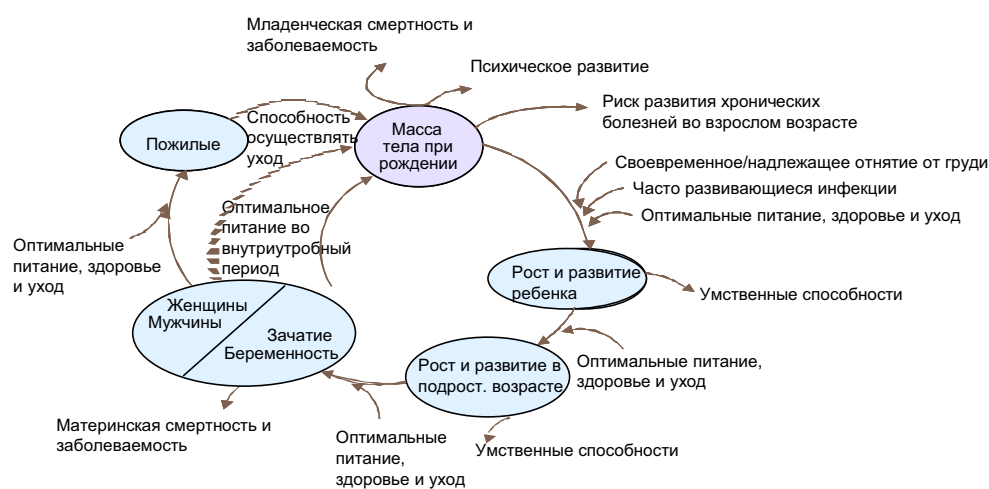 Младенческая смертность и
заболеваемость
Психическое развитие
Риск развития хронических
болезней во взрослом возрасте
Пожилые
Способность
осуществлять
уход
Масса
тела при
рождении
Своевременное/надлежащее отнятие от груди
Часто развивающиеся инфекции
Оптимальные питание, здоровье и уход
Оптимальное
питание во
внутриутробный
период
Оптимальные
питание, здоровье
и уход
Рост и развитие
ребенка
Умственные способности
Женщины
Мужчины
Зачатие
Беременность
Рост и развитие в
подрост. возрасте
Оптимальные питание,
здоровье и уход
Материнская смертность и
заболеваемость
Оптимальные
питание,
здоровье и уход
Умственные способности